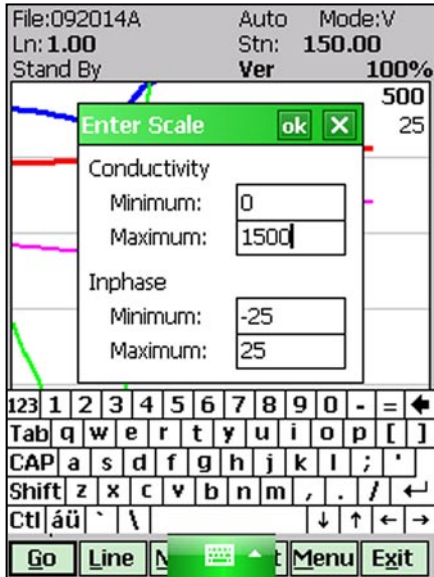 File:092014A Auto Mode:V
Ln: 1.00 Stn: 150.00
Stand By Ver 100%
500
25
Enter Scale ok X
Conductivity
Minimum: 0
Maximum: 1500
Inphase
Minimum: -25
Maximum: 25
123 1 2 3 4 5 6 7 8 9 0 - =
Tab q w e r t y u i o p [ ]
CAP a s d f g h j k l ; '
Shift z x c v b n m , . /
Ctl áü ` \
Go Line Menu Exit